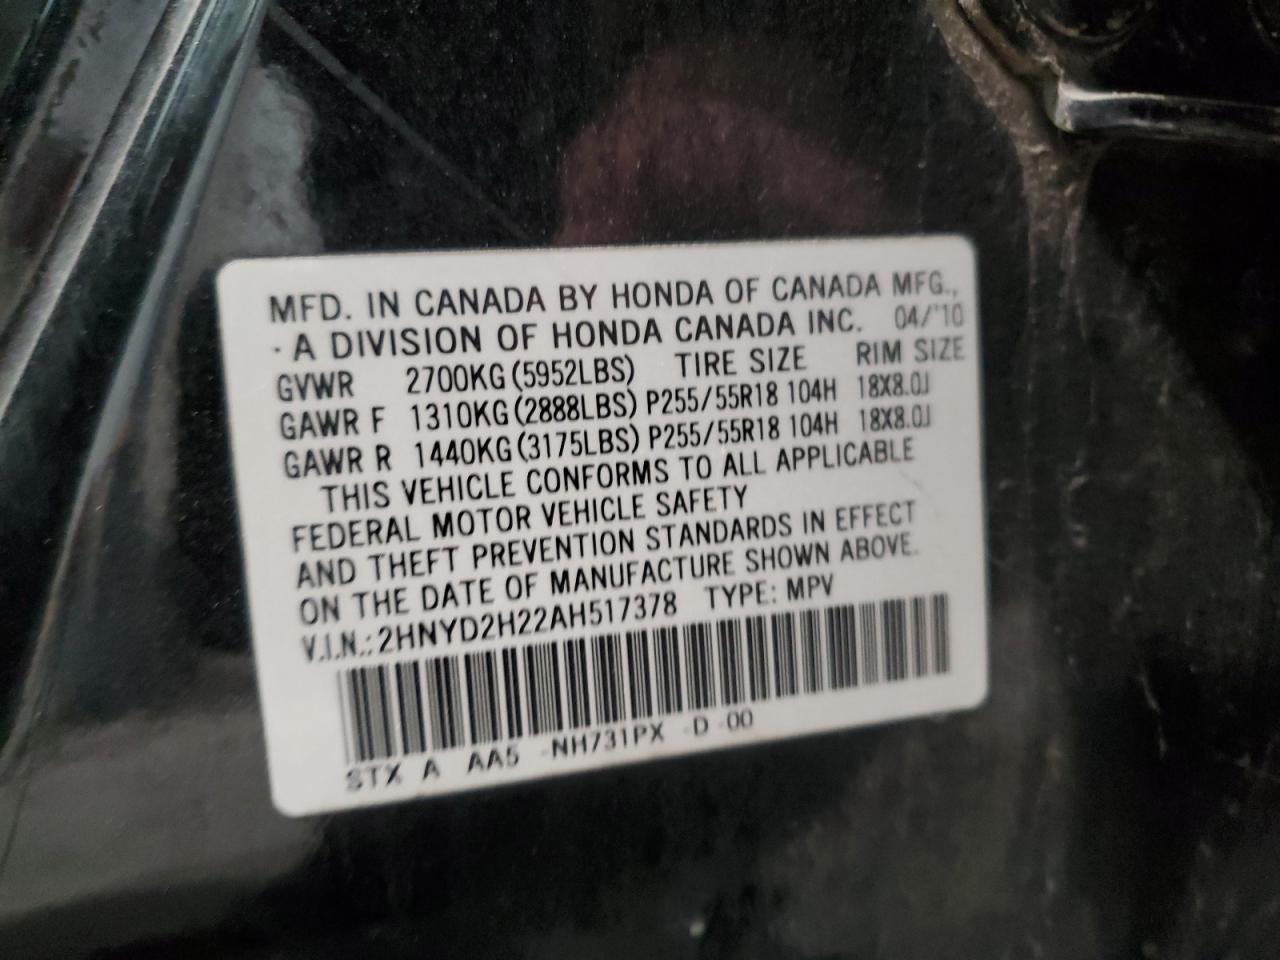 MFD. IN CANADA BY HONDA OF CANADA MFG.,
· A DIVISION OF HONDA CANADA INC. 04/'10
GVWR 2700KG (5952LBS) TIRE SIZE RIM SIZE
GAWR F 1310KG (2888LBS) P255/55R18 104H 18X8.0J
GAWR R 1440KG (3175LBS) P255/55R18 104H 18X8.0J
THIS VEHICLE CONFORMS TO ALL APPLICABLE
FEDERAL MOTOR VEHICLE SAFETY
AND THEFT PREVENTION STANDARDS IN EFFECT
ON THE DATE OF MANUFACTURE SHOWN ABOVE.
V.I.N.: 2HNYD2H22AH517378 TYPE: MPV
STX A AA5 -NH731PX -D -00